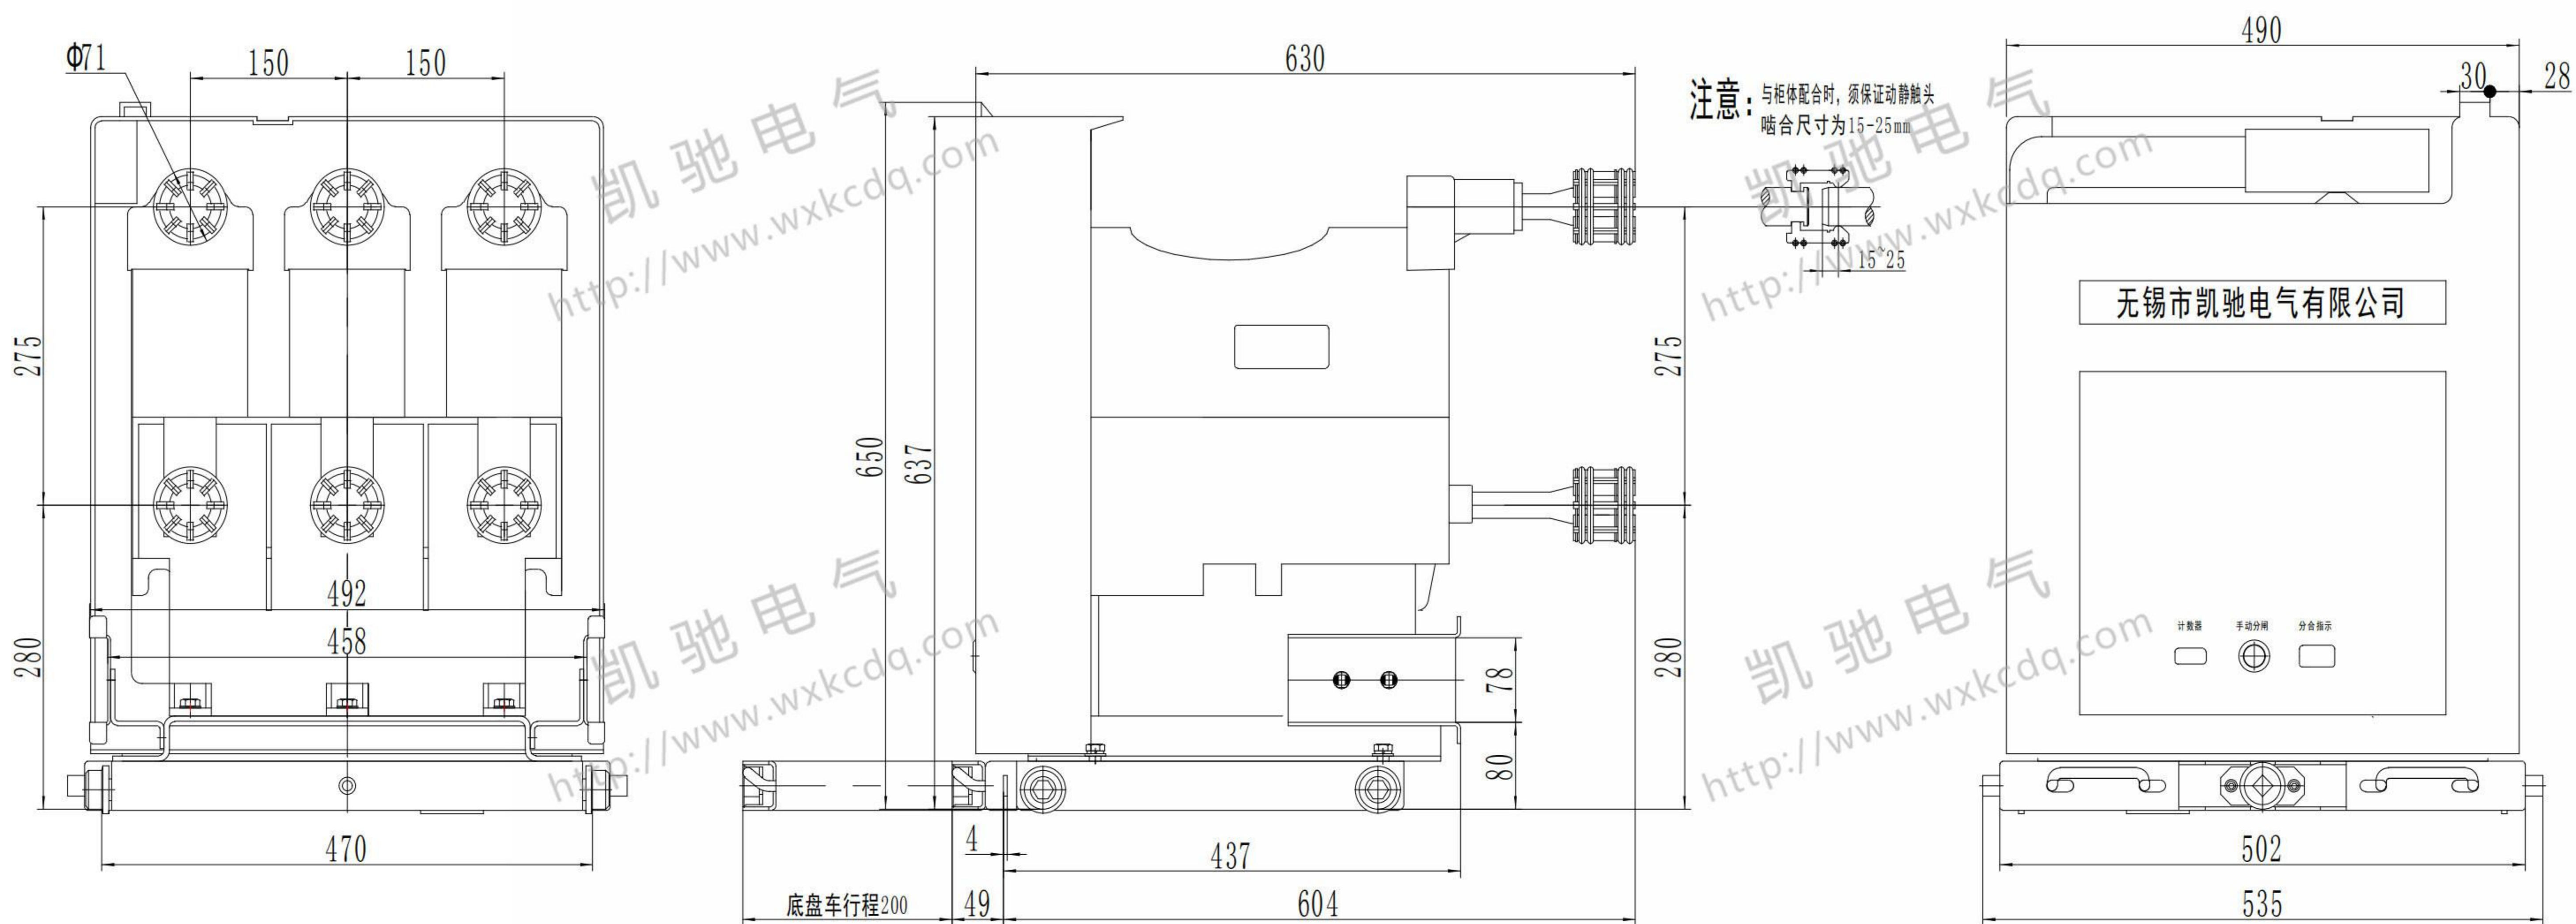 Φ71
150
150
275
280
492
458
470
630
650
637
275
280
78
80
4
437
底盘车行程200
49
604
注意:
与柜体配合时，须保证动静触头
啮合尺寸为15-25mm
15~25
490
30
28
无锡市凯驰电气有限公司
计数器
手动分闸
分合指示
502
535
凯驰电气
http://www.wxkcdq.com
凯驰电气
http://www.wxkcdq.com
凯驰电气
http://www.wxkcdq.com
凯驰电气
http://www.wxkcdq.com